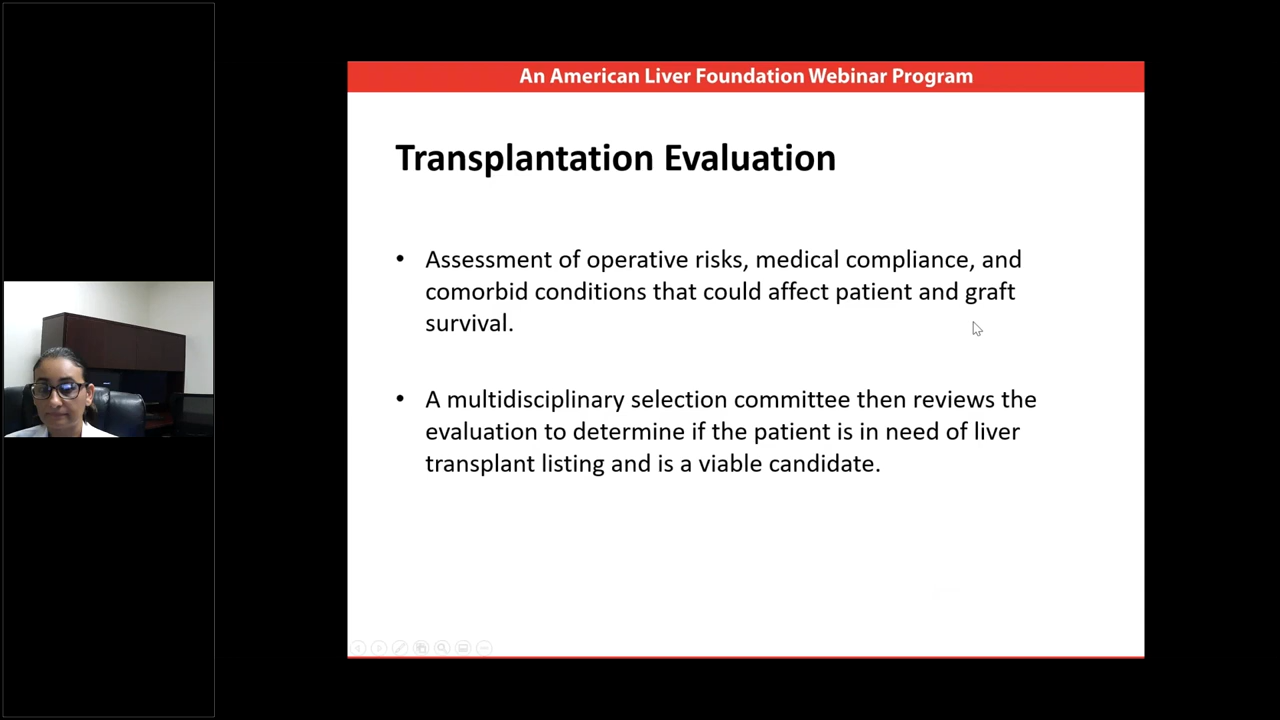 An American Liver Foundation Webinar Program
Transplantation Evaluation
• Assessment of operative risks, medical compliance, and
comorbid conditions that could affect patient and graft
survival.
• A multidisciplinary selection committee then reviews the
evaluation to determine if the patient is in need of liver
transplant listing and is a viable candidate.